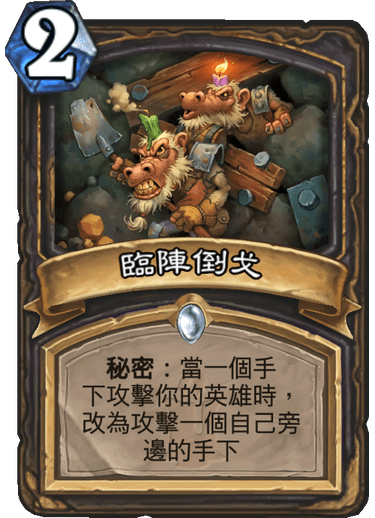 2
臨陣倒戈
秘密：當一個手
下攻擊你的英雄時，
改為攻擊一個自己旁
邊的手下